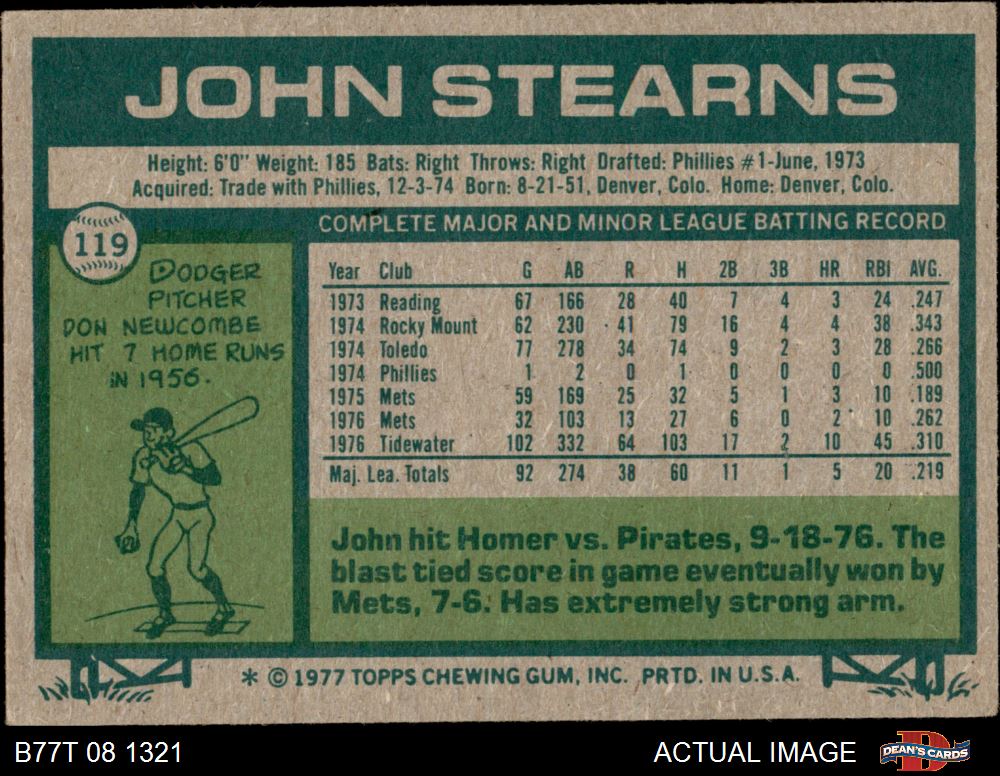 JOHN STEARNS
Height: 6'0" Weight: 185 Bats: Right Throws: Right Drafted: Phillies #1-June, 1973
Acquired: Trade with Phillies, 12-3-74 Born: 8-21-51, Denver, Colo. Home: Denver, Colo.
119
DODGER
PITCHER
DON NEWCOMBE
HIT 7 HOME RUNS
IN 1956.
COMPLETE MAJOR AND MINOR LEAGUE BATTING RECORD
Year Club G AB R H 2B 3B HR RBI AVG.
1973 Reading 67 166 28 40 7 4 3 24 .247
1974 Rocky Mount 62 230 41 79 16 4 4 38 .343
1974 Toledo 77 278 34 74 9 2 3 28 .266
1974 Phillies 1 2 0 1 0 0 0 0 .500
1975 Mets 59 169 25 32 5 1 3 10 .189
1976 Mets 32 103 13 27 6 0 2 10 .262
1976 Tidewater 102 332 64 103 17 2 10 45 .310
Maj. Lea. Totals 92 274 38 60 11 1 5 20 .219
John hit Homer vs. Pirates, 9-18-76. The
blast tied score in game eventually won by
Mets, 7-6. Has extremely strong arm.
* © 1977 TOPPS CHEWING GUM, INC. PRTD. IN U.S.A.
B77T 08 1321 ACTUAL IMAGE DEAN'S CARDS